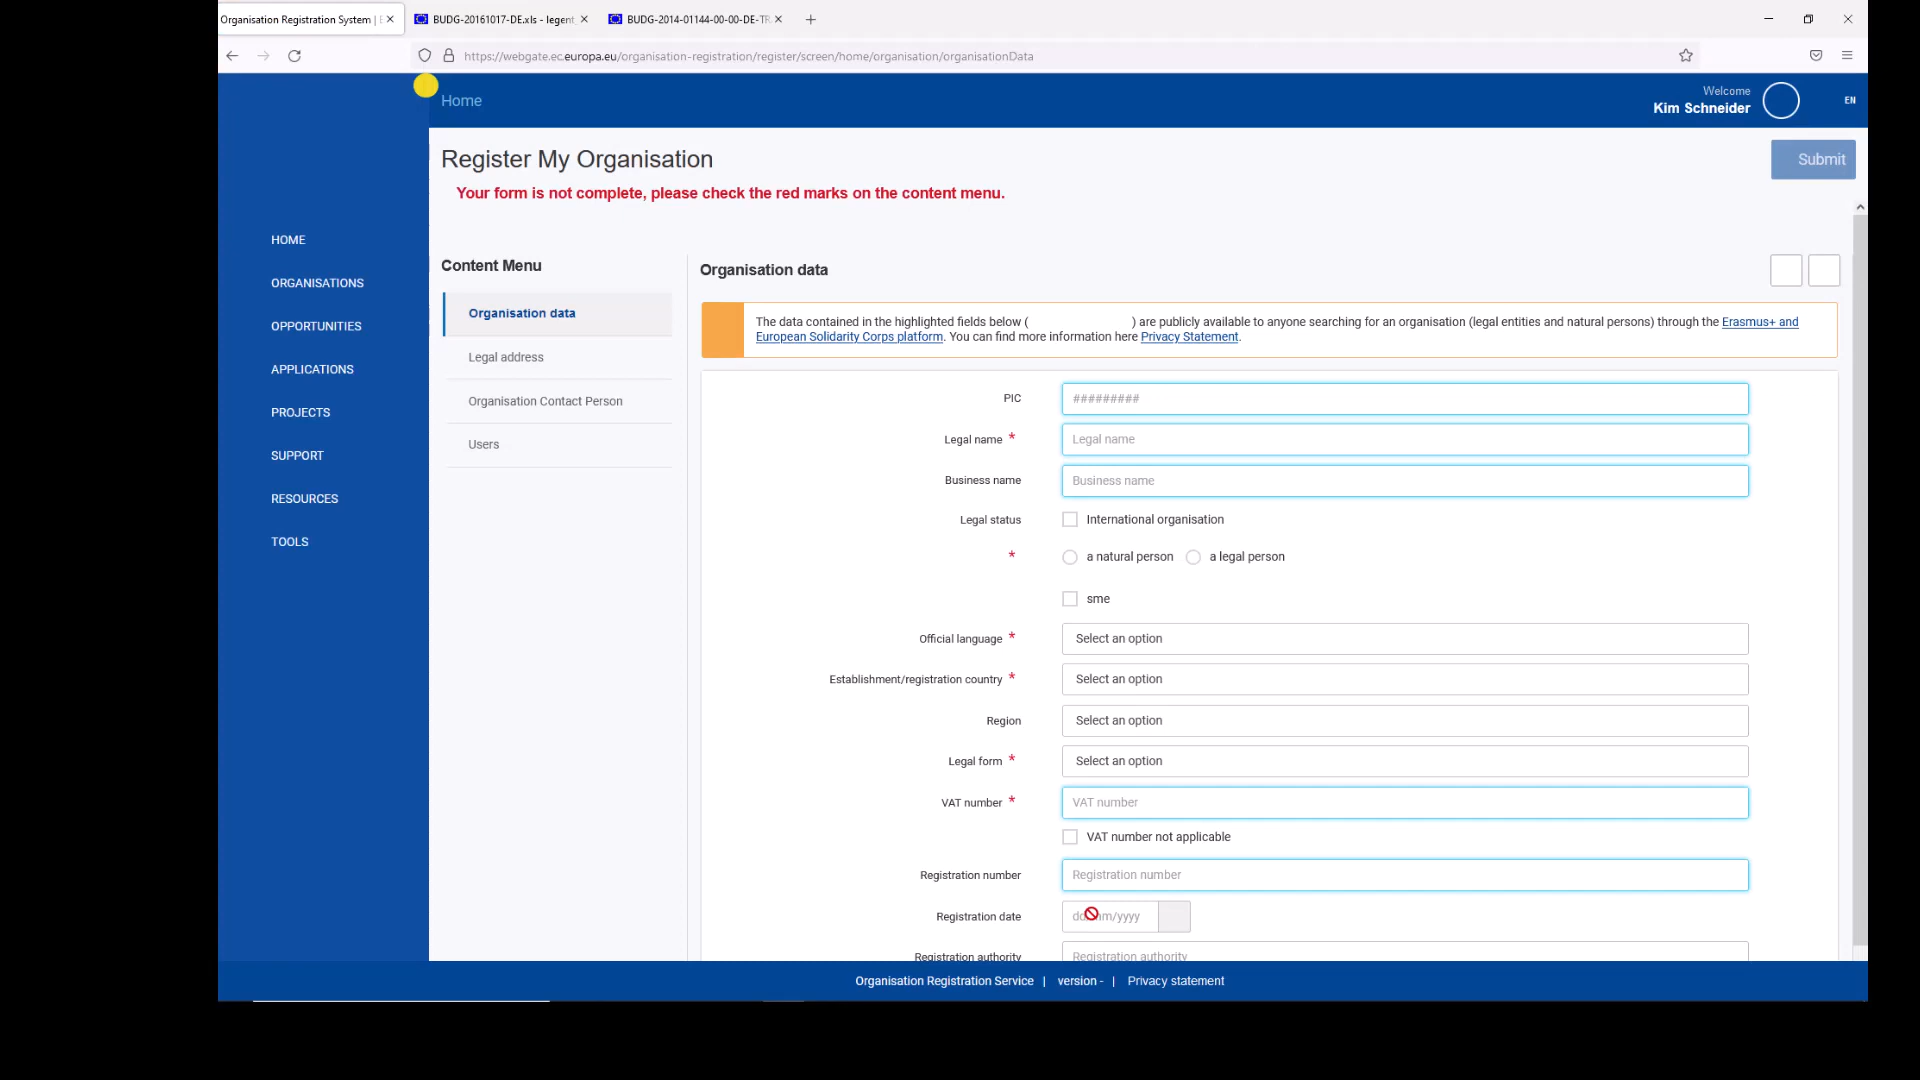 Organisation Registration System | E
BUDG-20161017-DE.xls - legent
BUDG-2014-01144-00-00-DE-TR
https://webgate.ec.europa.eu/organisation-registration/register/screen/home/organisation/organisationData
Home
Welcome
Kim Schneider
EN
Register My Organisation
Submit
Your form is not complete, please check the red marks on the content menu.
HOME
ORGANISATIONS
OPPORTUNITIES
APPLICATIONS
PROJECTS
SUPPORT
RESOURCES
TOOLS
Content Menu
Organisation data
Legal address
Organisation Contact Person
Users
Organisation data
The data contained in the highlighted fields below ( ) are publicly available to anyone searching for an organisation (legal entities and natural persons) through the Erasmus+ and
European Solidarity Corps platform. You can find more information here Privacy Statement.
PIC #########
Legal name * Legal name
Business name Business name
Legal status International organisation
* a natural person a legal person
sme
Official language * Select an option
Establishment/registration country * Select an option
Region Select an option
Legal form * Select an option
VAT number * VAT number
VAT number not applicable
Registration number Registration number
Registration date dd/mm/yyyy
Registration authority Registration authority
Organisation Registration Service | version - | Privacy statement